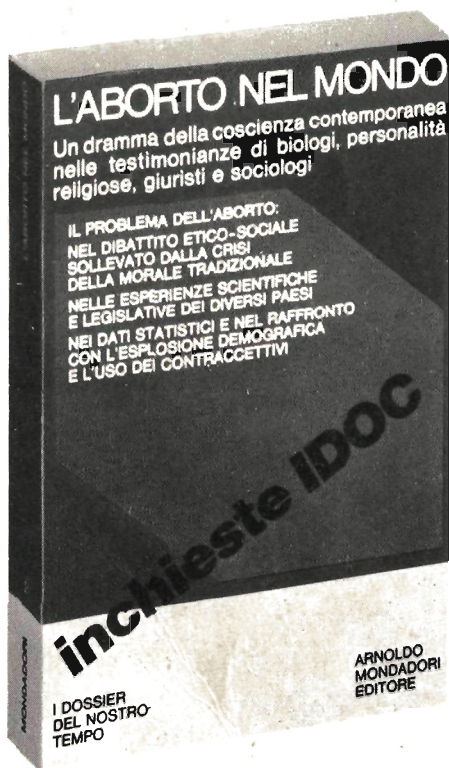 L'ABORTO NEL MONDO
Un dramma della coscienza contemporanea
nelle testimonianze di biologi, personalità
religiose, giuristi e sociologi
IL PROBLEMA DELL'ABORTO:
NEL DIBATTITO ETICO-SOCIALE
SOLLEVATO DALLA CRISI
DELLA MORALE TRADIZIONALE
NELLE ESPERIENZE SCIENTIFICHE
E LEGISLATIVE DEI DIVERSI PAESI
NEI DATI STATISTICI E NEL RAFFRONTO
CON L'ESPLOSIONE DEMOGRAFICA
E L'USO DEI CONTRACCETTIVI
inchieste IDOC
I DOSSIER
DEL NOSTRO
TEMPO
ARNOLDO
MONDADORI
EDITORE
MONDADORI